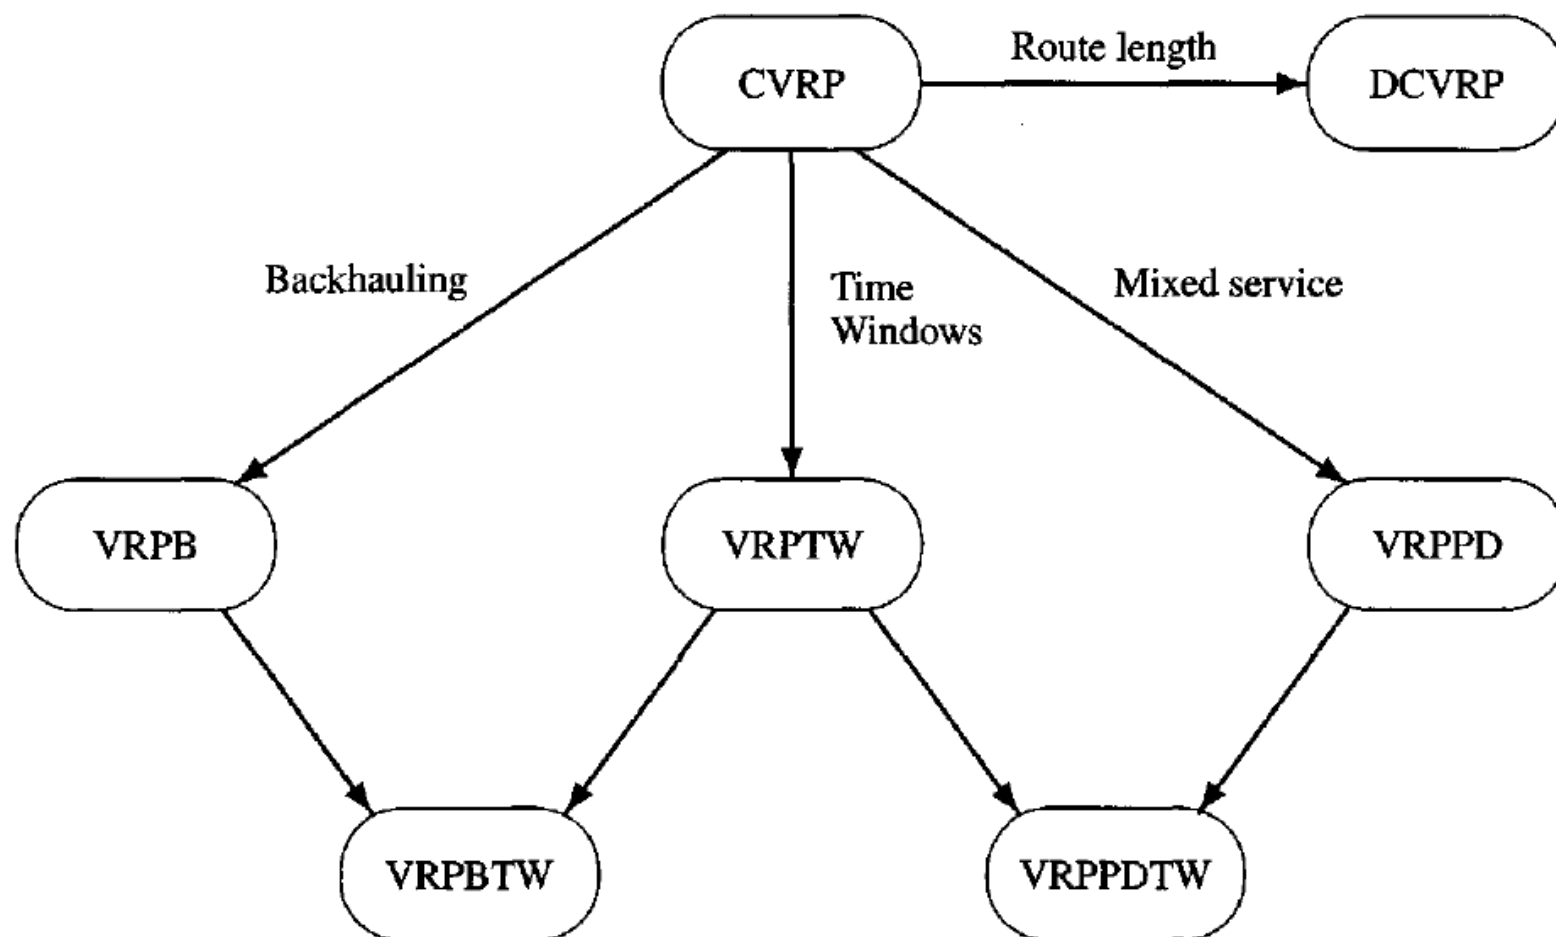 Route length
CVRP
DCVRP
Backhauling
Time
Windows
Mixed service
VRPB
VRPTW
VRPPD
VRPBTW
VRPPDTW